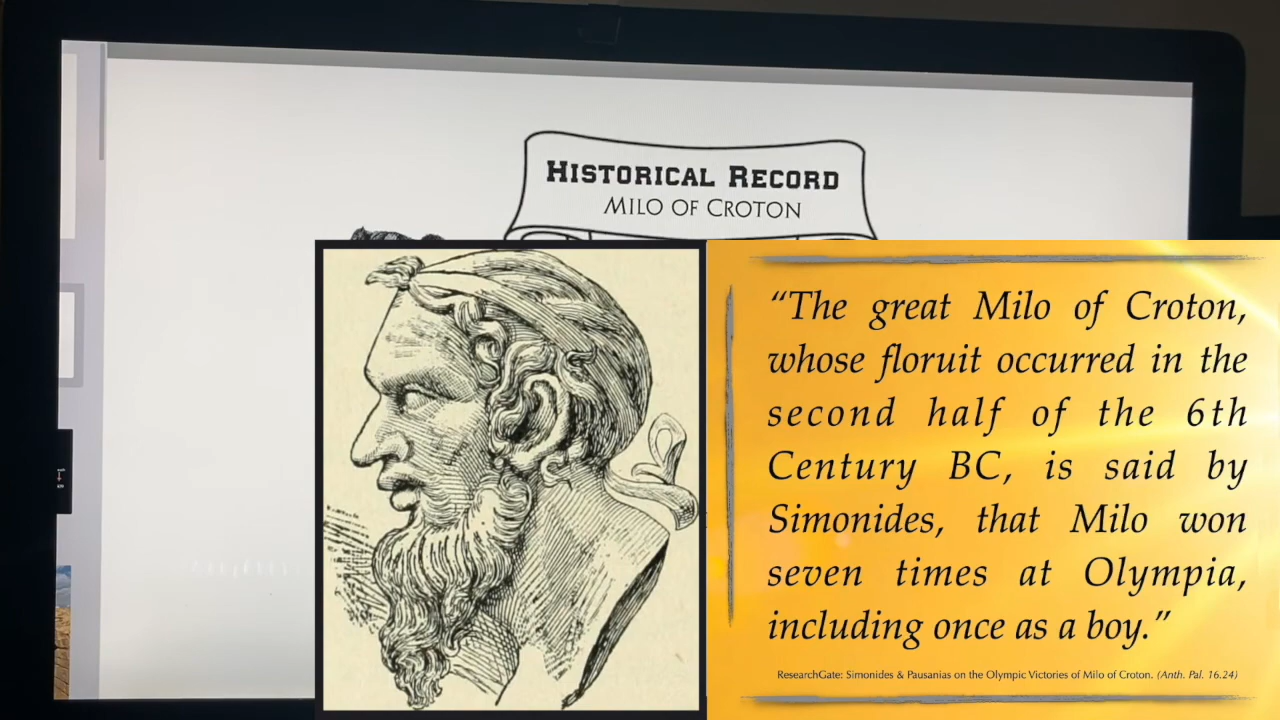 HISTORICAL RECORD
MILO OF CROTON
“The great Milo of Croton,
whose floruit occurred in the
second half of the 6th
Century BC, is said by
Simonides, that Milo won
seven times at Olympia,
including once as a boy.”
ResearchGate: Simonides & Pausanias on the Olympic Victories of Milo of Croton. (Anth. Pal. 16.24)